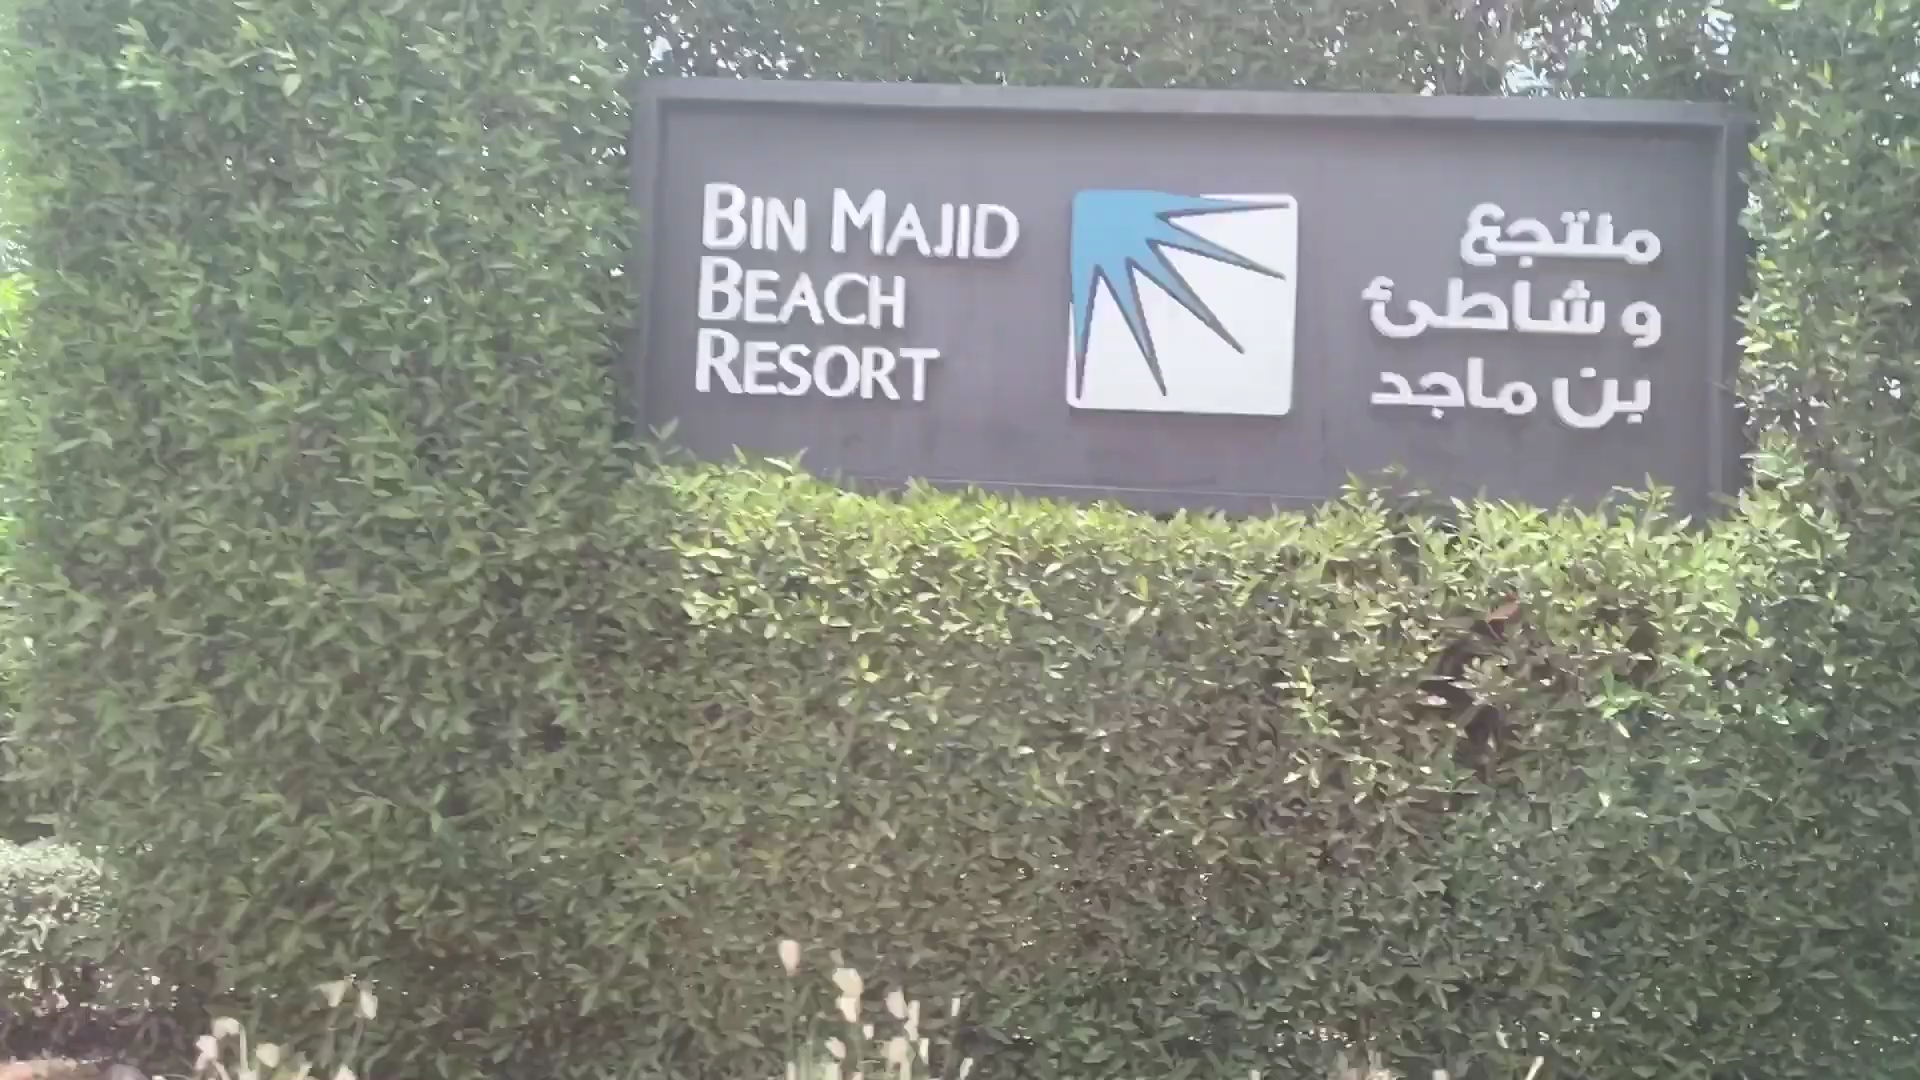 BIN MAJID
BEACH
RESORT
منتجع
و شاطئ
بن ماجد